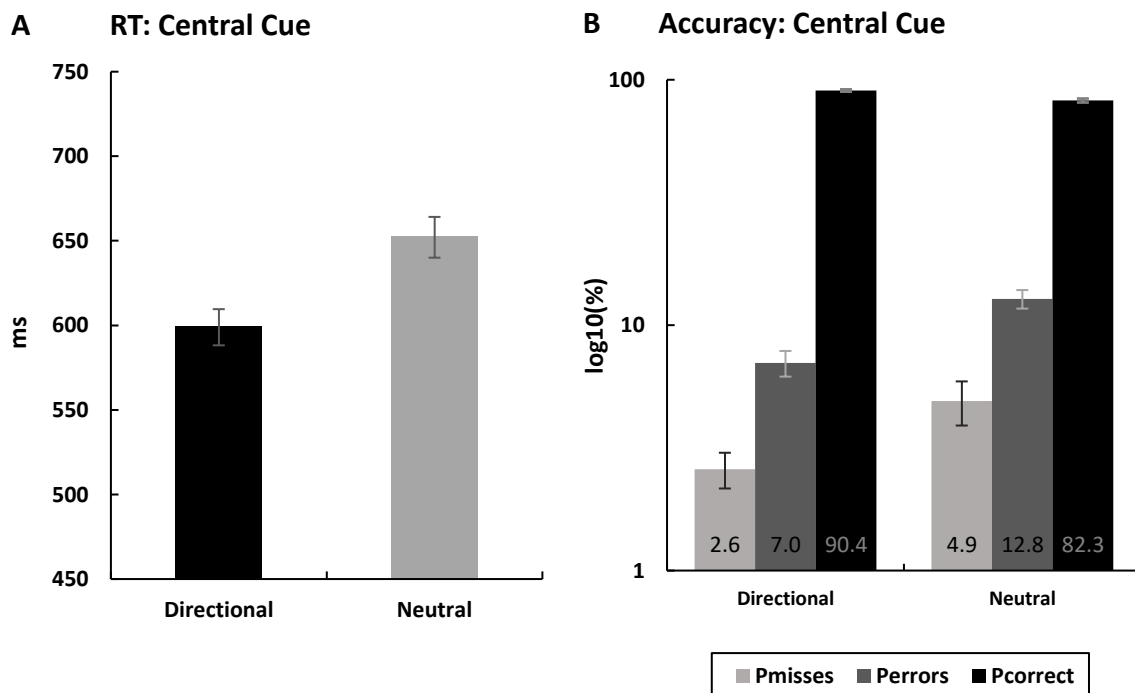 A RT: Central Cue
750
700
650
600
550
500
450
ms
Directional Neutral
B Accuracy: Central Cue
100
10
1
log10(%)
2.6 7.0 90.4 4.9 12.8 82.3
Directional Neutral
Pmisses Perrors Pcorrect